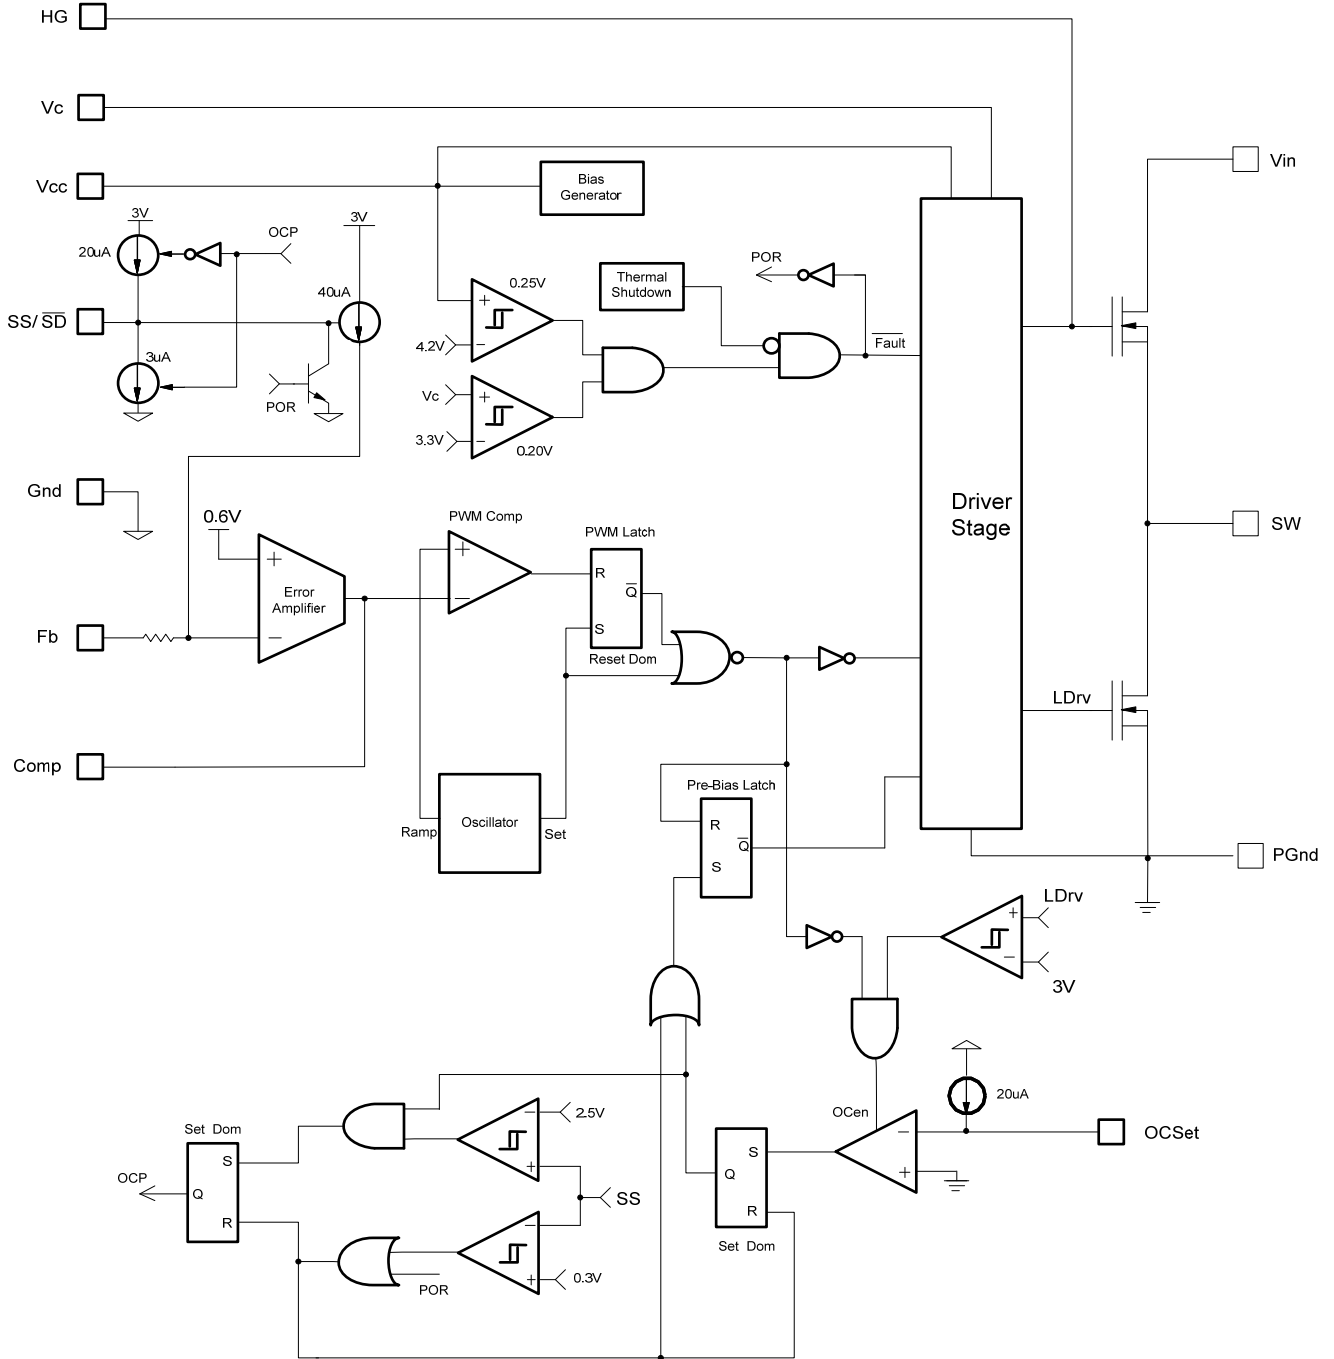 HG
Vc
Vcc
Bias
Generator
Vin
3V
OCP
3V
20uA
40uA
SS/SD
3uA
POR
0.25V
4.2V
Vc
3.3V
0.20V
Thermal
Shutdown
POR
Fault
Gnd
0.6V
PWM Comp
PWM Latch
R
Q
S
Reset Dom
Error
Amplifier
Driver
Stage
SW
Fb
LDrv
Comp
Ramp
Oscillator
Set
Pre-Bias Latch
R
Q
S
PGnd
LDrv
3V
20uA
OCen
OCSet
2.5V
Set Dom
S
OCP
Q
R
SS
0.3V
POR
S
Q
R
Set Dom
+
−
+
−
+
−
+
−
+
−
−
+
−
+
−
+
−
+